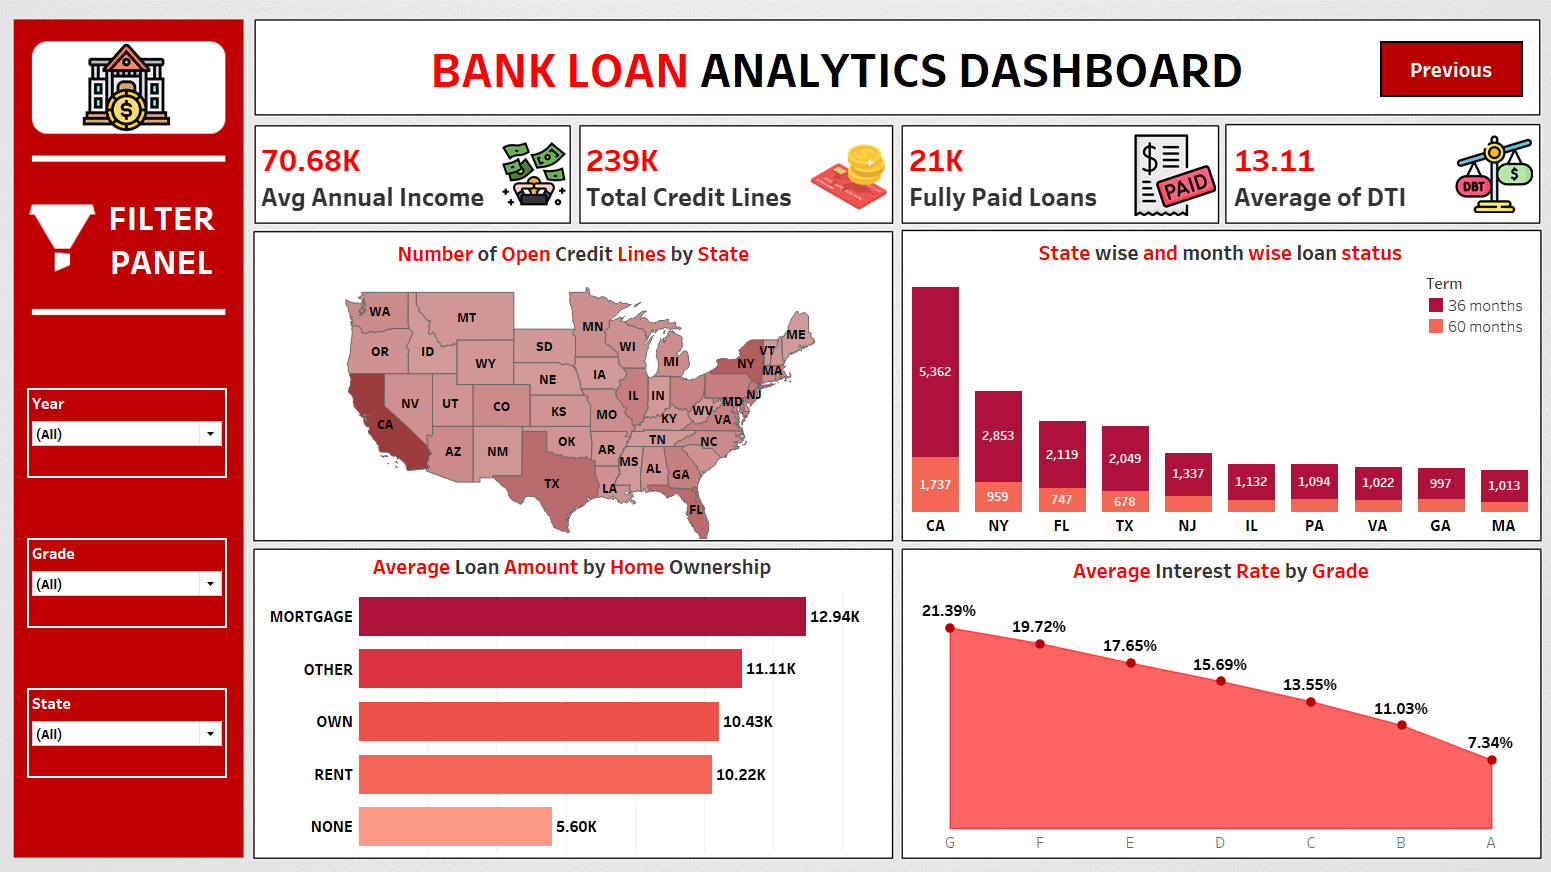 BANK LOAN ANALYTICS DASHBOARD
Previous
FILTER
PANEL
Year
(All)
Grade
(All)
State
(All)
70.68K
Avg Annual Income
239K
Total Credit Lines
21K
Fully Paid Loans
$
PAID
13.11
Average of DTI
DBT
$
Number of Open Credit Lines by State
WA
MT
ME
MN
VT
OR
ID
SD
WI
MI
NY
MA
WY
IA
NE
NJ
NV
UT
CO
IL
IN
MD
KS
MO
WV
VA
KY
CA
TN
NC
OK
AZ
NM
AR
MS
AL
GA
TX
LA
FL
State wise and month wise loan status
Term
36 months
60 months
5,362
2,853
2,119
2,049
1,337
1,132
1,094
1,022
997
1,013
1,737
959
747
678
CA
NY
FL
TX
NJ
IL
PA
VA
GA
MA
Average Loan Amount by Home Ownership
MORTGAGE 12.94K
OTHER 11.11K
OWN 10.43K
RENT 10.22K
NONE 5.60K
Average Interest Rate by Grade
21.39%
19.72%
17.65%
15.69%
13.55%
11.03%
7.34%
G
F
E
D
C
B
A